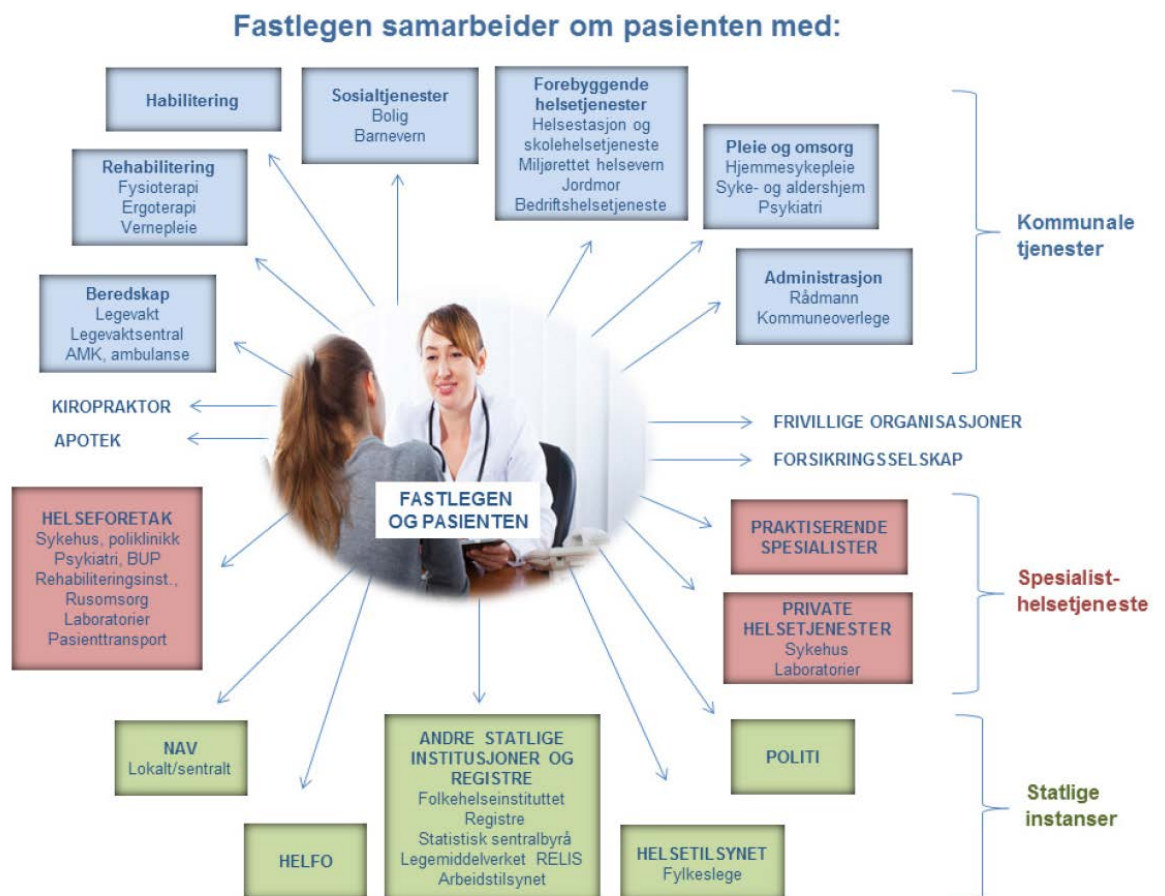 Fastlegen samarbeider om pasienten med:
Habilitering
Sosialtjenester
Bolig
Barnevern
Forebyggende
helsetjenester
Helsestasjon og
skolehelsetjeneste
Miljørettet helsevern
Jordmor
Bedriftshelsetjeneste
Pleie og omsorg
Hjemmesykepleie
Syke- og aldershjem
Psykiatri
Rehabilitering
Fysioterapi
Ergoterapi
Vernepleie
Kommunale
tjenester
Beredskap
Legevakt
Legevaktsentral
AMK, ambulanse
Administrasjon
Rådmann
Kommuneoverlege
KIROPRAKTOR
APOTEK
FRIVILLIGE ORGANISASJONER
FORSIKRINGSSELSKAP
FASTLEGEN
OG PASIENTEN
HELSEFORETAK
Sykehus, poliklinikk
Psykiatri, BUP
Rehabiliteringsinst.,
Rusomsorg
Laboratorier
Pasienttransport
PRAKTISERENDE
SPESIALISTER
PRIVATE
HELSETJENESTER
Sykehus
Laboratorier
Spesialist-
helsetjeneste
NAV
Lokalt/sentralt
HELFO
ANDRE STATLIGE
INSTITUSJONER OG
REGISTRE
Folkehelseinstituttet
Registre
Statistisk sentralbyrå
Legemiddelverket RELIS
Arbeidstilsynet
HELSETILSYNET
Fylkeslege
POLITI
Statlige
instanser